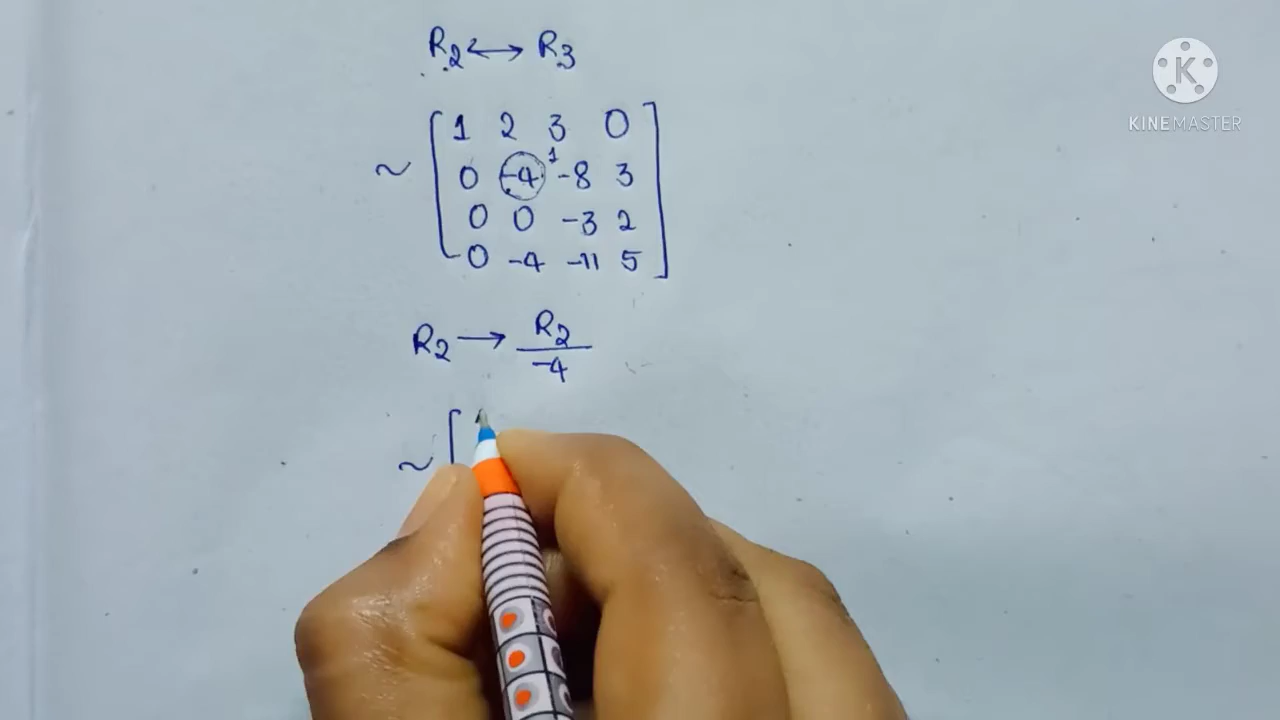 R2 ↔ R3
K
KINEMASTER
1 2 3 0
~ 0 -4 1 -8 3
0 0 -3 2
0 -4 -11 5
R2 → R2
-4
~ [